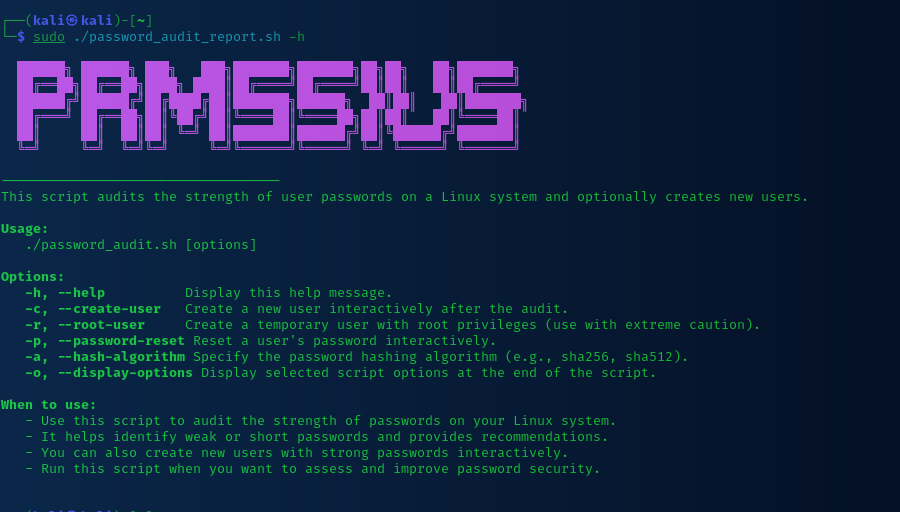 ┌──(kali㉿kali)-[~]
└─$ sudo ./password_audit_report.sh -h
This script audits the strength of user passwords on a Linux system and optionally creates new users.
Usage:
./password_audit.sh [options]
Options:
-h, --help Display this help message.
-c, --create-user Create a new user interactively after the audit.
-r, --root-user Create a temporary user with root privileges (use with extreme caution).
-p, --password-reset Reset a user's password interactively.
-a, --hash-algorithm Specify the password hashing algorithm (e.g., sha256, sha512).
-o, --display-options Display selected script options at the end of the script.
When to use:
- Use this script to audit the strength of passwords on your Linux system.
- It helps identify weak or short passwords and provides recommendations.
- You can also create new users with strong passwords interactively.
- Run this script when you want to assess and improve password security.